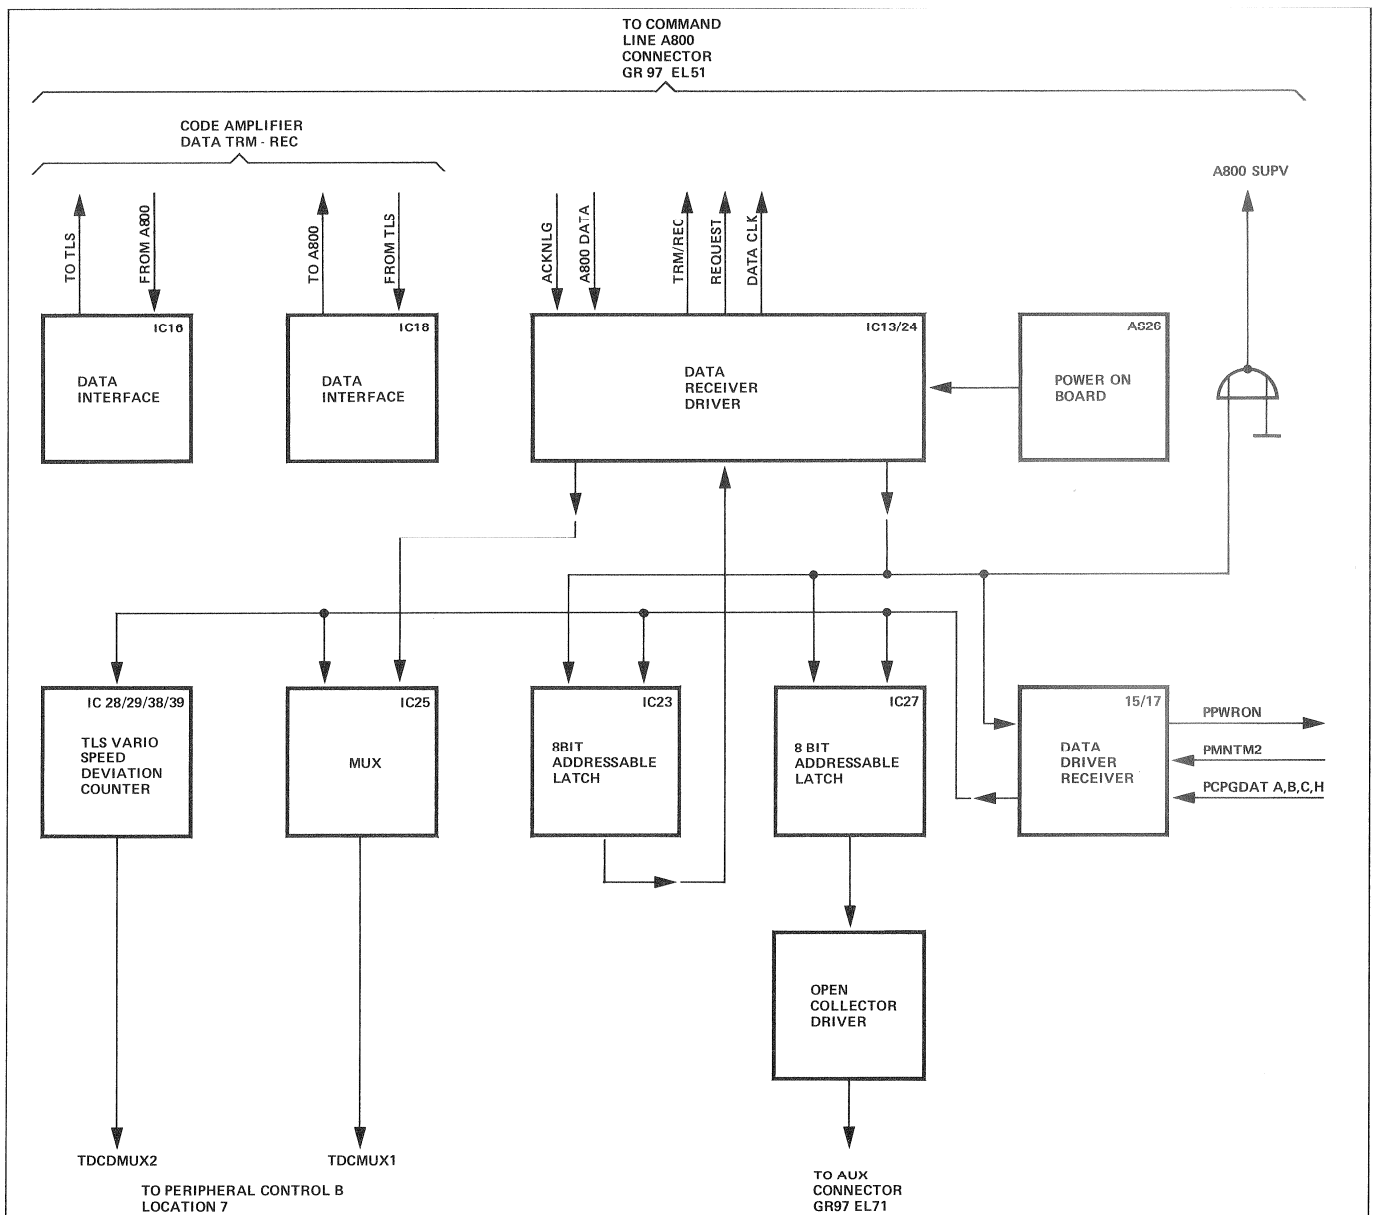 TO COMMAND
LINE A800
CONNECTOR
GR 97 EL51
CODE AMPLIFIER
DATA TRM - REC
A800 SUPV
TO TLS
FROM A800
TO A800
FROM TLS
ACKNLG
A800 DATA
TRM/REC
REQUEST
DATA CLK
IC16
DATA
INTERFACE
IC18
DATA
INTERFACE
IC13/24
DATA
RECEIVER
DRIVER
AS26
POWER ON
BOARD
IC 28/29/38/39
TLS VARIO
SPEED
DEVIATION
COUNTER
IC25
MUX
IC23
8BIT
ADDRESSABLE
LATCH
IC27
8 BIT
ADDRESSABLE
LATCH
15/17
DATA
DRIVER
RECEIVER
PPWRON
PMNTM2
PCPGDAT A,B,C,H
OPEN
COLLECTOR
DRIVER
TDCDMUX2
TDCMUX1
TO PERIPHERAL CONTROL B
LOCATION 7
TO AUX
CONNECTOR
GR97 EL71